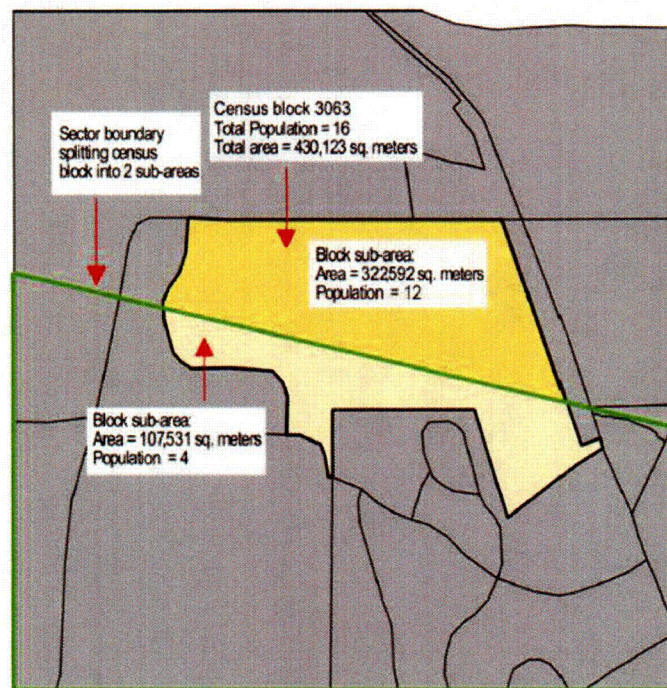 Census block 3063
Total Population = 16
Total area = 430,123 sq. meters
Sector boundary
splitting census
block into 2 sub-areas
Block sub-area:
Area = 322592 sq. meters
Population = 12
Block sub-area:
Area = 107,531 sq. meters
Population = 4